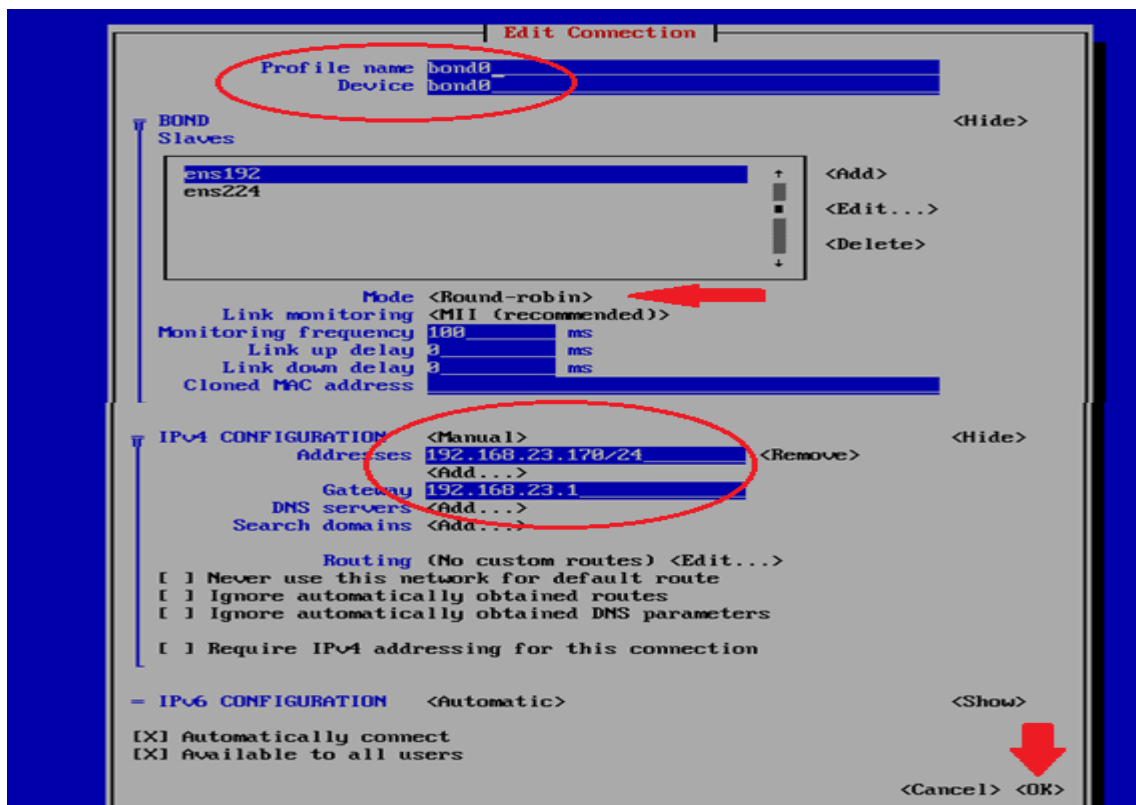 Edit Connection
Profile name bond0
Device bond0
BOND <Hide>
Slaves
ens192 <Add>
ens224
<Edit...>
<Delete>
Mode <Round-robin>
Link monitoring <MII (recommended)>
Monitoring frequency 100 ms
Link up delay 0 ms
Link down delay 0 ms
Cloned MAC address
IPv4 CONFIGURATION <Manual> <Hide>
Addresses 192.168.23.170/24 <Remove>
<Add...>
Gateway 192.168.23.1
DNS servers <Add...>
Search domains <Add...>
Routing (No custom routes) <Edit...>
[ ] Never use this network for default route
[ ] Ignore automatically obtained routes
[ ] Ignore automatically obtained DNS parameters
[ ] Require IPv4 addressing for this connection
IPv6 CONFIGURATION <Automatic> <Show>
[X] Automatically connect
[X] Available to all users
<Cancel> <OK>